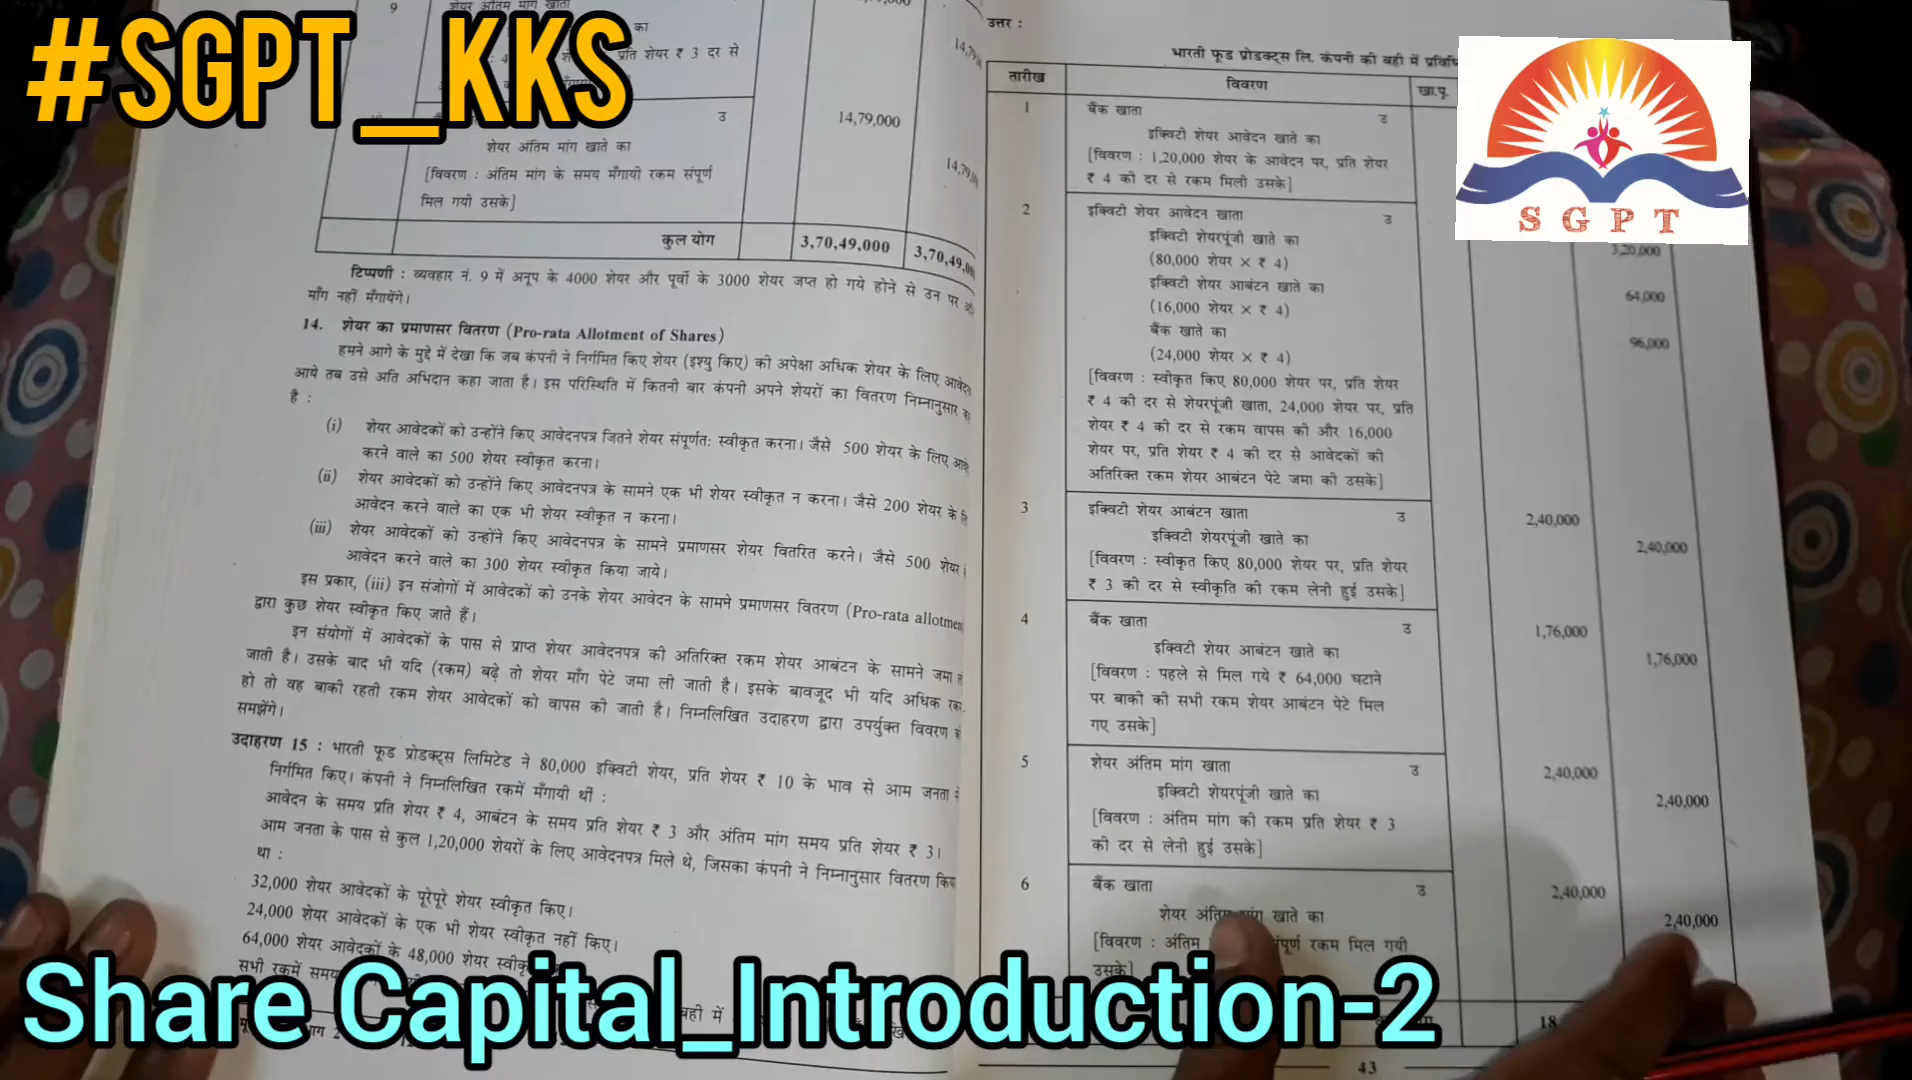 #SGPT_KKS
9
शेयर अंतिम मांग खाता
का
प्रति शेयर ₹ 3 दर से
14,79,000
उ
शेयर अंतिम मांग खाते का
[विवरण : अंतिम मांग के समय मँगायी रकम संपूर्ण
मिल गयी उसके]
कुल योग 3,70,49,000
टिप्पणी : व्यवहार नं. 9 में अनूप के 4000 शेयर और पूर्वी के 3000 शेयर जप्त हो गये होने से उन पर
माँग नहीं मँगायेंगे।
14. शेयर का प्रमाणसर वितरण (Pro-rata Allotment of Shares)
हमने आगे के मुद्दे में देखा कि जब कंपनी ने निर्गमित किए शेयर (इश्यु किए) की अपेक्षा अधिक शेयर के लिए
आये तब उसे अति अभिदान कहा जाता है। इस परिस्थिति में कितनी बार कंपनी अपने शेयरों का वितरण निम्नानुसार
है :
(i) शेयर आवेदकों को उन्होंने किए आवेदनपत्र जितने शेयर संपूर्णत: स्वीकृत करना। जैसे 500 शेयर के लिए
करने वाले का 500 शेयर स्वीकृत करना।
(ii) शेयर आवेदकों को उन्होंने किए आवेदनपत्र के सामने एक भी शेयर स्वीकृत न करना। जैसे 200 शेयर के
आवेदन करने वाले का एक भी शेयर स्वीकृत न करना।
(iii) शेयर आवेदकों को उन्होंने किए आवेदनपत्र के सामने प्रमाणसर शेयर वितरित करने। जैसे 500 शेयर
आवेदन करने वाले का 300 शेयर स्वीकृत किया जाये।
इस प्रकार, (iii) इन संजोगों में आवेदकों को उनके शेयर आवेदन के सामने प्रमाणसर वितरण (Pro-rata allotment
द्वारा कुछ शेयर स्वीकृत किए जाते हैं।
इन संयोगों में आवेदकों के पास से प्राप्त शेयर आवेदनपत्र की अतिरिक्त रकम शेयर आबंटन के सामने जमा
जाती है। उसके बाद भी यदि (रकम) बढ़े तो शेयर माँग पेटे जमा ली जाती है। इसके बावजूद भी यदि अधिक
हो तो वह बाकी रहती रकम शेयर आवेदकों को वापस की जाती है। निम्नलिखित उदाहरण द्वारा उपर्युक्त विवरण
समझेंगे।
उदाहरण 15 : भारती फूड प्रोडक्ट्स लिमिटेड ने 80,000 इक्विटी शेयर, प्रति शेयर ₹ 10 के भाव से आम जनता
निर्गमित किए। कंपनी ने निम्नलिखित रकमें मँगायी थीं :
आवेदन के समय प्रति शेयर ₹ 4, आबंटन के समय प्रति शेयर ₹ 3 और अंतिम मांग समय प्रति शेयर ₹ 3।
आम जनता के पास से कुल 1,20,000 शेयरों के लिए आवेदनपत्र मिले थे, जिसका कंपनी ने निम्नानुसार वितरण
था :
32,000 शेयर आवेदकों के पूरेपूरे शेयर स्वीकृत किए।
24,000 शेयर आवेदकों के एक भी शेयर स्वीकृत नहीं किए।
64,000 शेयर आवेदकों के 48,000 शेयर
सभी रकमें
उत्तर :
भारती फूड प्रोडक्ट्स लि. कंपनी की बही में
तारीख विवरण खा.पृ.
1 बैंक खाता उ
इक्विटी शेयर आवेदन खाते का
[विवरण : 1,20,000 शेयर के आवेदन पर, प्रति शेयर
₹ 4 की दर से रकम मिली उसके]
2 इक्विटी शेयर आवेदन खाता उ
इक्विटी शेयरपूंजी खाते का 3,20,000
(80,000 शेयर × ₹ 4)
इक्विटी शेयर आबंटन खाते का 64,000
(16,000 शेयर × ₹ 4)
बैंक खाते का 96,000
(24,000 शेयर × ₹ 4)
[विवरण : स्वीकृत किए 80,000 शेयर पर, प्रति शेयर
₹ 4 की दर से शेयरपूंजी खाता, 24,000 शेयर पर, प्रति
शेयर ₹ 4 की दर से रकम वापस की और 16,000
शेयर पर, प्रति शेयर ₹ 4 की दर से आवेदकों की
अतिरिक्त रकम शेयर आबंटन पेटे जमा की उसके]
3 इक्विटी शेयर आबंटन खाता उ 2,40,000
इक्विटी शेयरपूंजी खाते का 2,40,000
[विवरण : स्वीकृत किए 80,000 शेयर पर, प्रति शेयर
₹ 3 की दर से स्वीकृति की रकम लेनी हुई उसके]
4 बैंक खाता उ 1,76,000
इक्विटी शेयर आबंटन खाते का 1,76,000
[विवरण : पहले से मिल गये ₹ 64,000 घटाने
पर बाकी की सभी रकम शेयर आबंटन पेटे मिल
गए उसके]
5 शेयर अंतिम मांग खाता उ 2,40,000
इक्विटी शेयरपूंजी खाते का 2,40,000
[विवरण : अंतिम मांग की रकम प्रति शेयर ₹ 3
की दर से लेनी हुई उसके]
6 बैंक खाता उ 2,40,000
शेयर अंतिम मांग खाते का 2,40,000
[विवरण : अंतिम रकम मिल गयी
उसके]
43
SGPT
Share Capital_Introduction-2